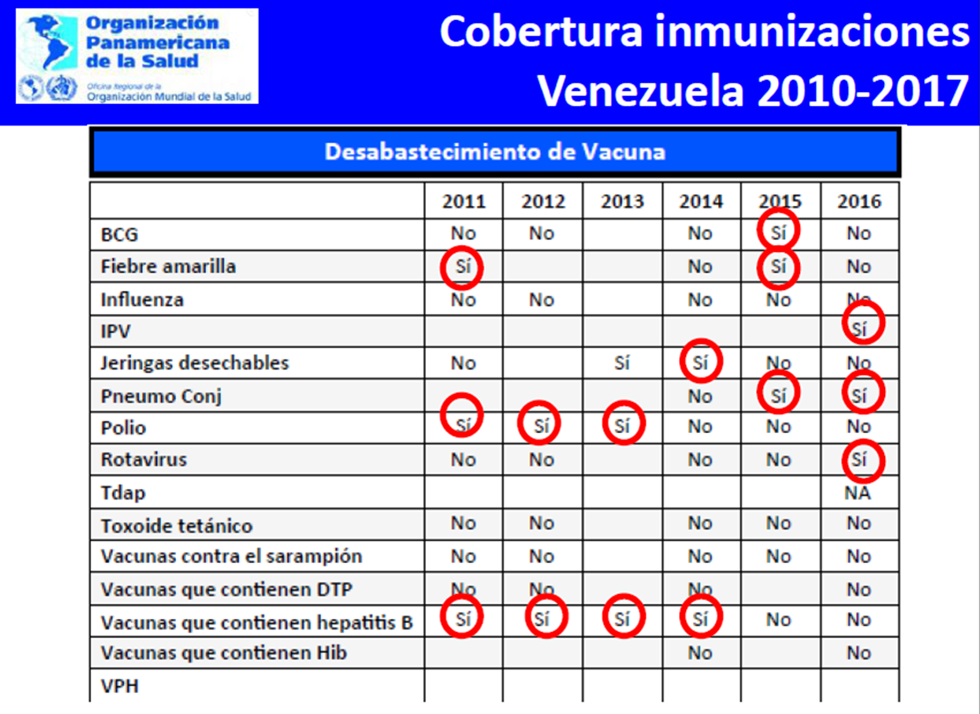 Organización
Panamericana
de la Salud
Oficina Regional de la
Organización Mundial de la Salud
Cobertura inmunizaciones
Venezuela 2010-2017
Desabastecimiento de Vacuna
2011 2012 2013 2014 2015 2016
BCG No No No Sí No
Fiebre amarilla Sí No Sí No
Influenza No No No No No
IPV Sí
Jeringas desechables No Sí Sí No No
Pneumo Conj No Sí Sí
Polio Sí Sí Sí No No No
Rotavirus No No No No Sí
Tdap NA
Toxoide tetánico No No No No No
Vacunas contra el sarampión No No No No No
Vacunas que contienen DTP No No No No
Vacunas que contienen hepatitis B Sí Sí Sí Sí No No
Vacunas que contienen Hib No No
VPH